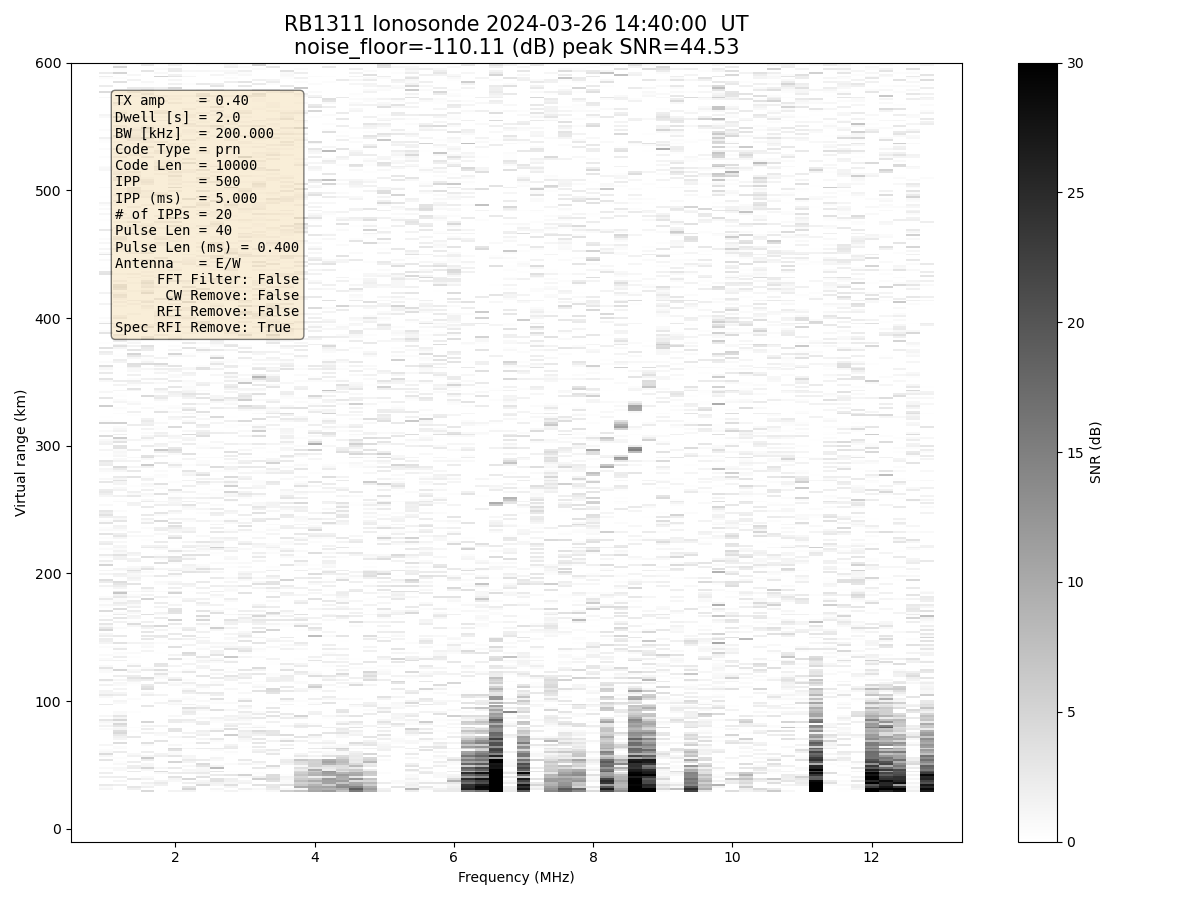 RB1311 Ionosonde 2024-03-26 14:40:00  UT
noise_floor=-110.11 (dB) peak SNR=44.53
600
500
400
300
200
100
0
Virtual range (km)
TX amp    = 0.40
Dwell [s] = 2.0
BW [kHz]  = 200.000
Code Type = prn
Code Len  = 10000
IPP       = 500
IPP (ms)  = 5.000
# of IPPs = 20
Pulse Len = 40
Pulse Len (ms) = 0.400
Antenna   = E/W
FFT Filter: False
CW Remove: False
RFI Remove: False
Spec RFI Remove: True
2 4 6 8 10 12
Frequency (MHz)
30
25
20
15
10
5
0
SNR (dB)